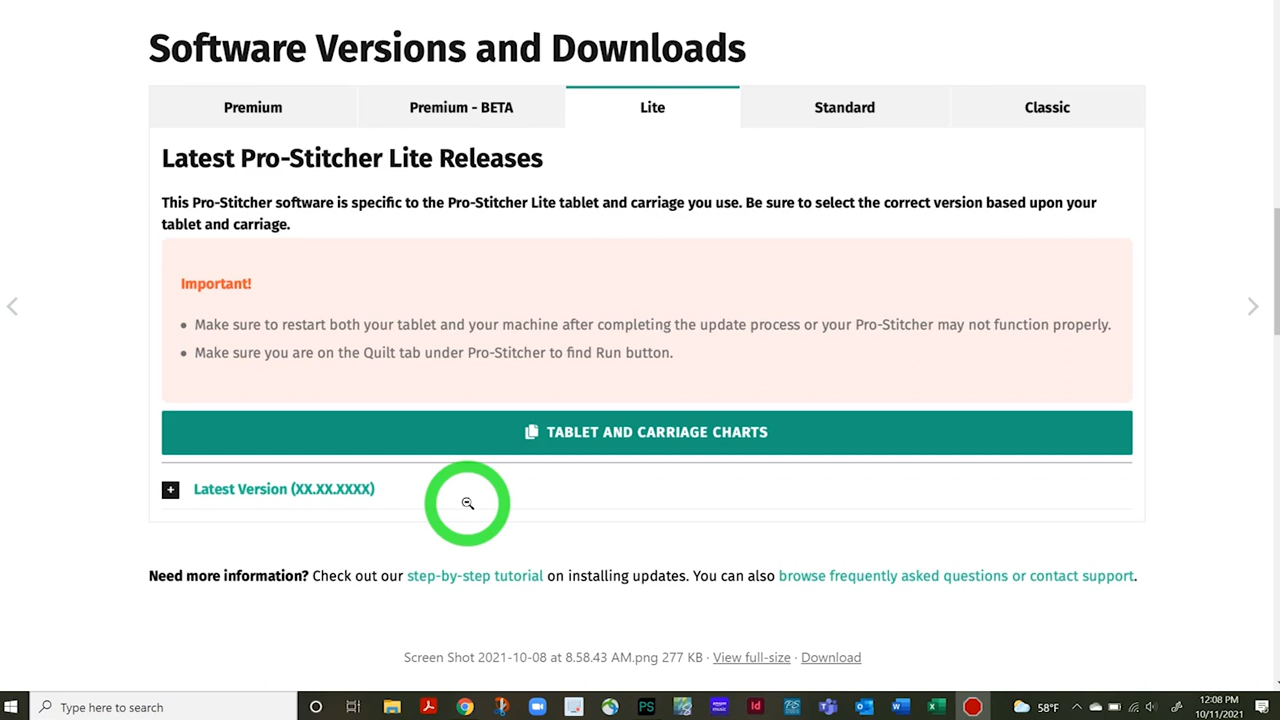 Software Versions and Downloads
Premium
Premium - BETA
Lite
Standard
Classic
Latest Pro-Stitcher Lite Releases
This Pro-Stitcher software is specific to the Pro-Stitcher Lite tablet and carriage you use. Be sure to select the correct version based upon your
tablet and carriage.
Important!
Make sure to restart both your tablet and your machine after completing the update process or your Pro-Stitcher may not function properly.
Make sure you are on the Quilt tab under Pro-Stitcher to find Run button.
TABLET AND CARRIAGE CHARTS
Latest Version (XX.XX.XXXX)
Need more information? Check out our step-by-step tutorial on installing updates. You can also browse frequently asked questions or contact support.
Screen Shot 2021-10-08 at 8.58.43 AM.png 277 KB · View full-size · Download
Type here to search
PS
Id
58°F
12:08 PM
10/11/2021